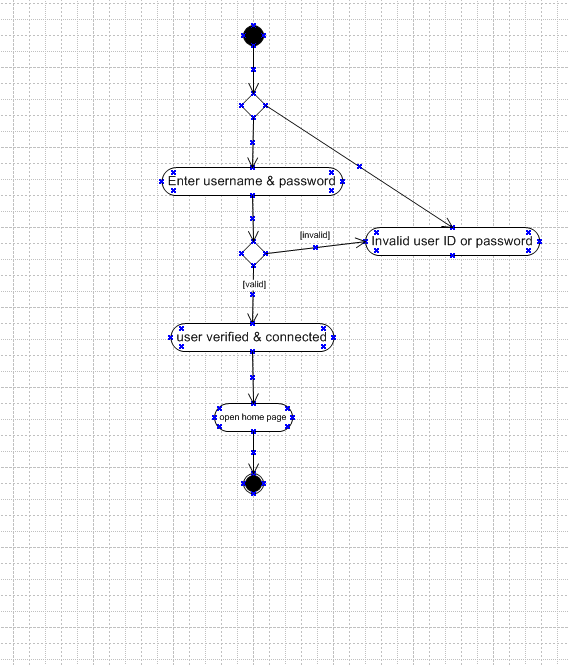 Enter username & password
[invalid]
Invalid user ID or password
[valid]
user verified & connected
open home page